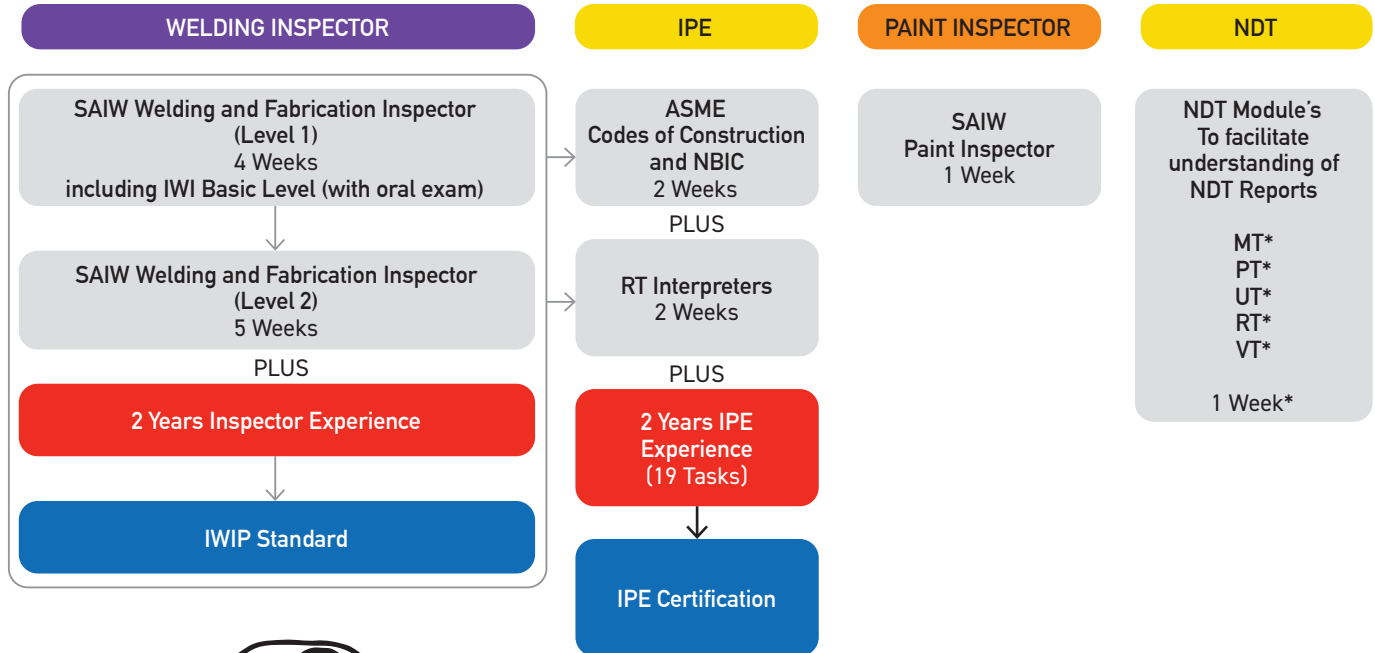 WELDING INSPECTOR
SAIW Welding and Fabrication Inspector
(Level 1)
4 Weeks
including IWI Basic Level (with oral exam)
SAIW Welding and Fabrication Inspector
(Level 2)
5 Weeks
PLUS
2 Years Inspector Experience
IWIP Standard
IPE
ASME
Codes of Construction
and NBIC
2 Weeks
PLUS
RT Interpreters
2 Weeks
PLUS
2 Years IPE
Experience
(19 Tasks)
IPE Certification
PAINT INSPECTOR
SAIW
Paint Inspector
1 Week
NDT
NDT Module's
To facilitate
understanding of
NDT Reports
MT*
PT*
UT*
RT*
VT*
1 Week*